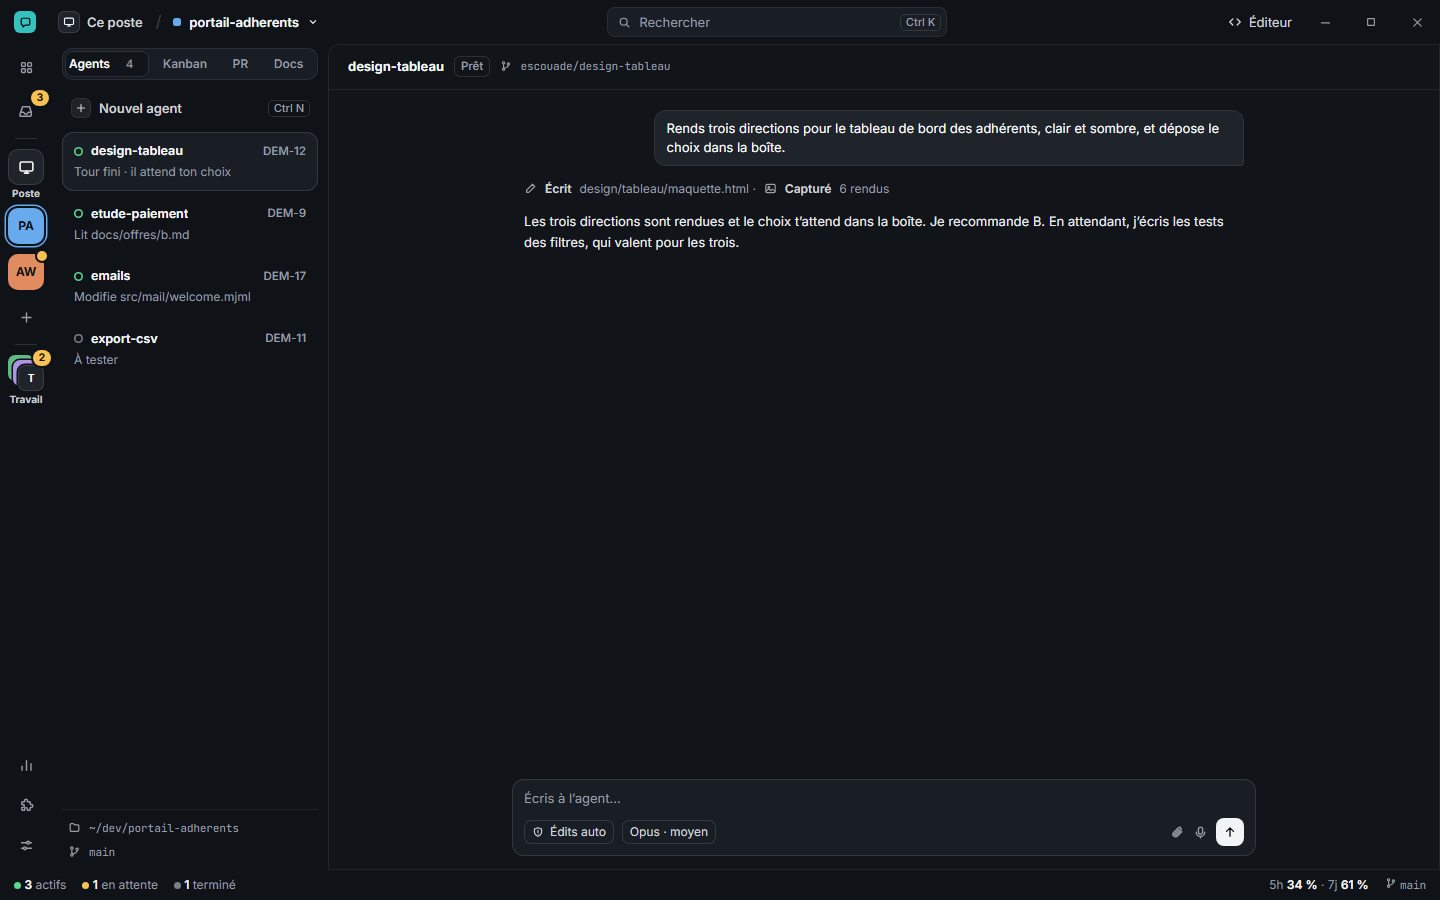 Ce poste / portail-adherents
Rechercher Ctrl K
Éditeur
3
Poste
PA
AW
2
T
Travail
Agents 4 Kanban PR Docs
Nouvel agent Ctrl N
design-tableau DEM-12
Tour fini · il attend ton choix
etude-paiement DEM-9
Lit docs/offres/b.md
emails DEM-17
Modifie src/mail/welcome.mjml
export-csv DEM-11
À tester
~/dev/portail-adherents
main
design-tableau Prêt escouade/design-tableau
Rends trois directions pour le tableau de bord des adhérents, clair et sombre, et dépose le
choix dans la boîte.
Écrit design/tableau/maquette.html · Capturé 6 rendus
Les trois directions sont rendues et le choix t’attend dans la boîte. Je recommande B. En attendant, j’écris les tests
des filtres, qui valent pour les trois.
Écris à l’agent…
Édits auto Opus · moyen
3 actifs 1 en attente 1 terminé
5h 34 % · 7j 61 % main